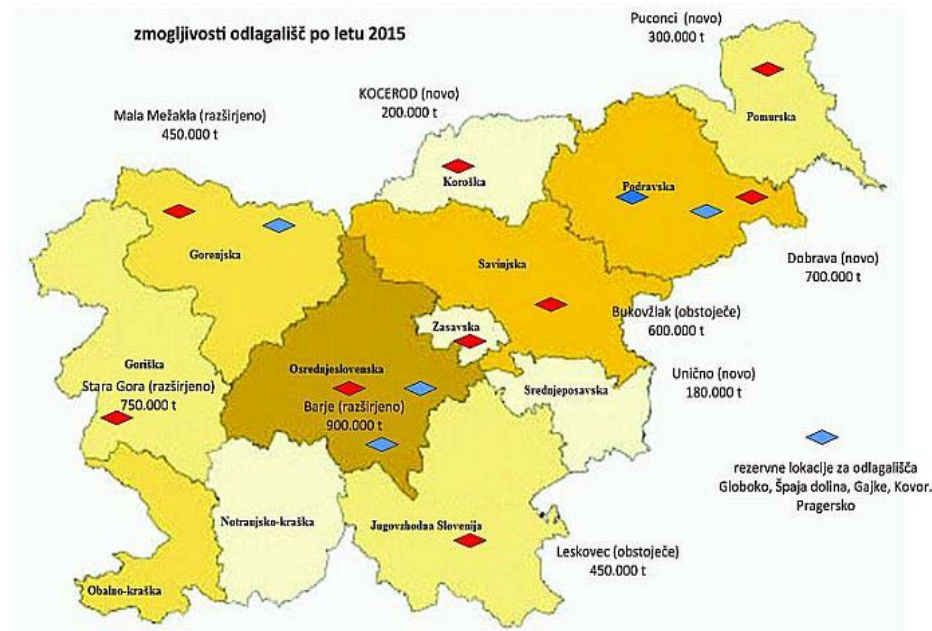 zmogljivosti odlagališč po letu 2015
Puconci (novo)
300.000 t
KOCEROD (novo)
200.000 t
Mala Mežakla (razširjeno)
450.000 t
Pomurska
Koroška
Podravska
Gorenjska
Savinjska
Dobrava (novo)
700.000 t
Bukovžlak (obstoječe)
600.000 t
Zasavska
Goriška
Osrednjeslovenska
Stara Gora (razširjeno)
750.000 t
Barje (razširjeno)
900.000 t
Srednjeposavska
Unično (novo)
180.000 t
rezervne lokacije za odlagališča
Globoko, Špaja dolina, Gajke, Kovor.
Pragersko
Notranjsko-kraška
Jugovzhodna Slovenija
Leskovec (obstoječe)
450.000 t
Obalno-kraška